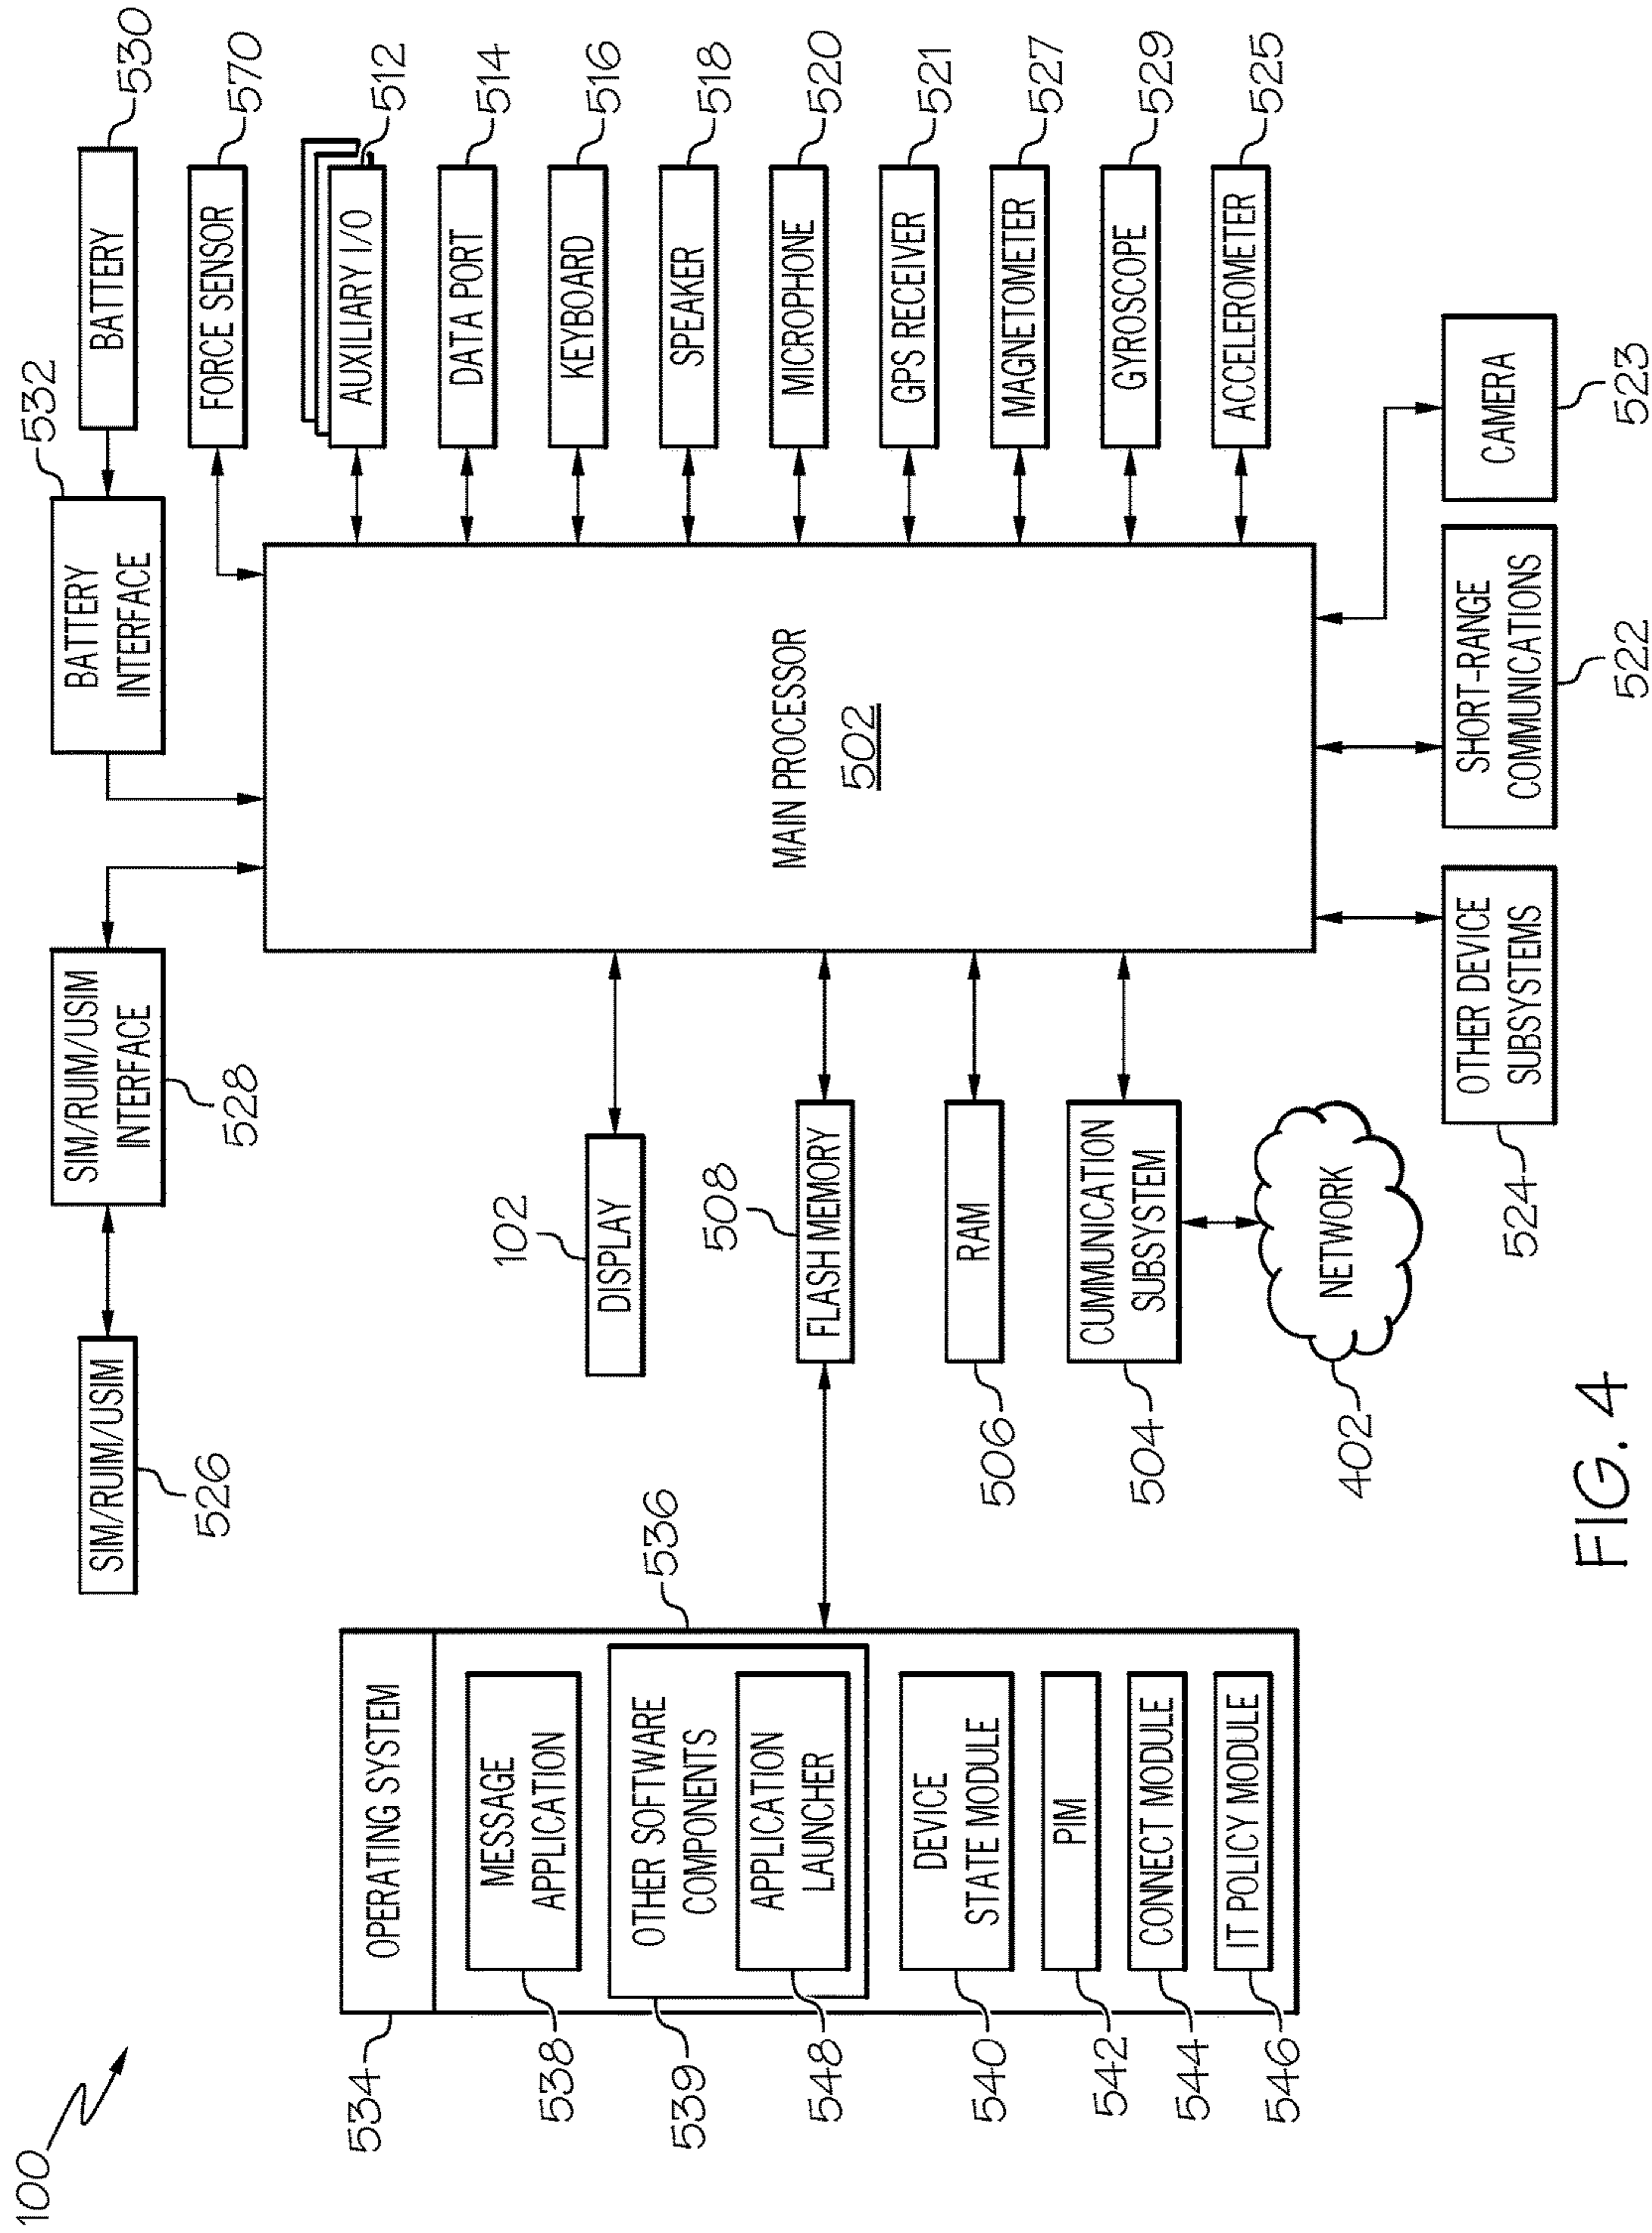 100
526
SIM/RUIM/USIM
528
SIM/RUIM/USIM
INTERFACE
532
BATTERY
INTERFACE
530
BATTERY
534
OPERATING SYSTEM
536
538
MESSAGE
APPLICATION
539
OTHER SOFTWARE
COMPONENTS
548
APPLICATION
LAUNCHER
540
DEVICE
STATE MODULE
542
PIM
544
CONNECT MODULE
546
IT POLICY MODULE
102
DISPLAY
508
FLASH MEMORY
506
RAM
504
CUMMUNICATION
SUBSYSTEM
402
NETWORK
MAIN PROCESSOR
502
FORCE SENSOR
570
AUXILIARY I/O
512
DATA PORT
514
KEYBOARD
516
SPEAKER
518
MICROPHONE
520
GPS RECEIVER
521
MAGNETOMETER
527
GYROSCOPE
529
ACCELEROMETER
525
524
OTHER DEVICE
SUBSYSTEMS
SHORT-RANGE
COMMUNICATIONS
522
CAMERA
523
FIG. 4